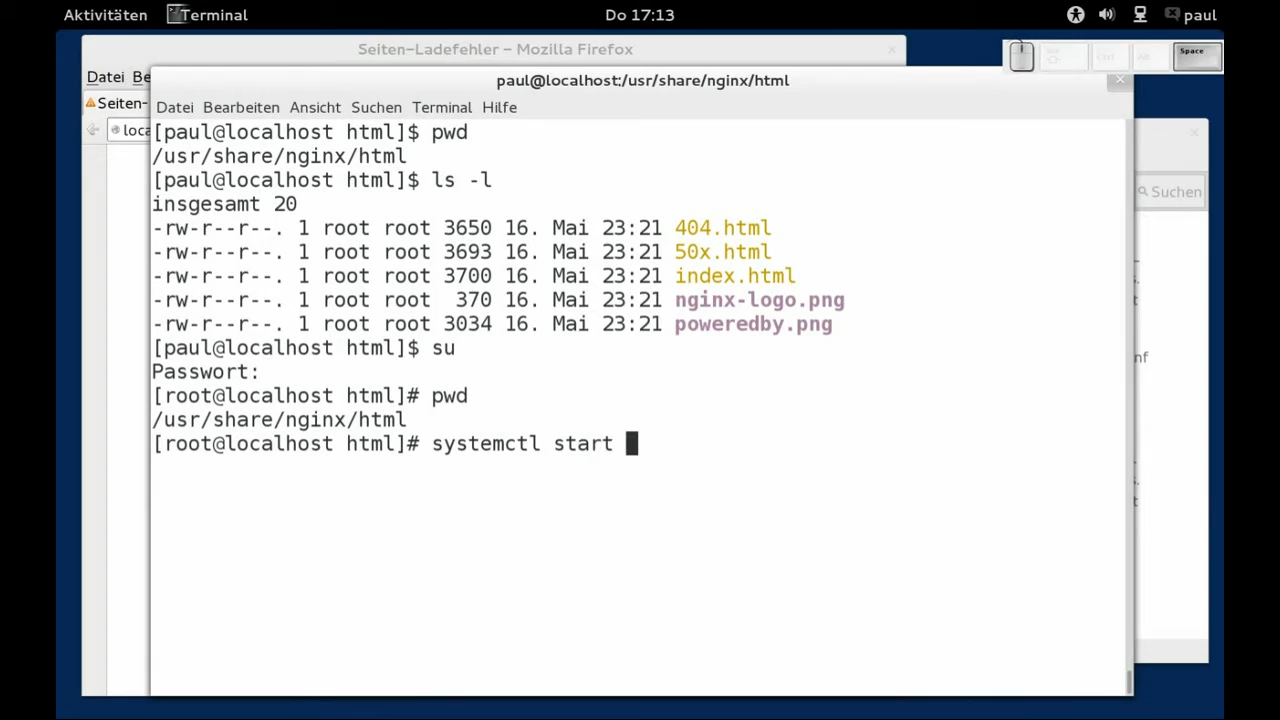 Aktivitäten Terminal Do 17:13 paul
Seiten-Ladefehler – Mozilla Firefox
Space
Datei Be
paul@localhost:/usr/share/nginx/html
Seiten-
Datei Bearbeiten Ansicht Suchen Terminal Hilfe
loca
[paul@localhost html]$ pwd
/usr/share/nginx/html
[paul@localhost html]$ ls -l
Suchen
insgesamt 20
-rw-r--r--. 1 root root 3650 16. Mai 23:21 404.html
-rw-r--r--. 1 root root 3693 16. Mai 23:21 50x.html
-rw-r--r--. 1 root root 3700 16. Mai 23:21 index.html
-rw-r--r--. 1 root root  370 16. Mai 23:21 nginx-logo.png
-rw-r--r--. 1 root root 3034 16. Mai 23:21 poweredby.png
[paul@localhost html]$ su
nf
Passwort:
[root@localhost html]# pwd
/usr/share/nginx/html
[root@localhost html]# systemctl start